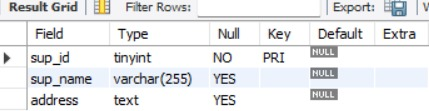 Result Grid Filter Rows: Export:
Field Type Null Key Default Extra
sup_id tinyint NO PRI NULL
sup_name varchar(255) YES NULL
address text YES NULL